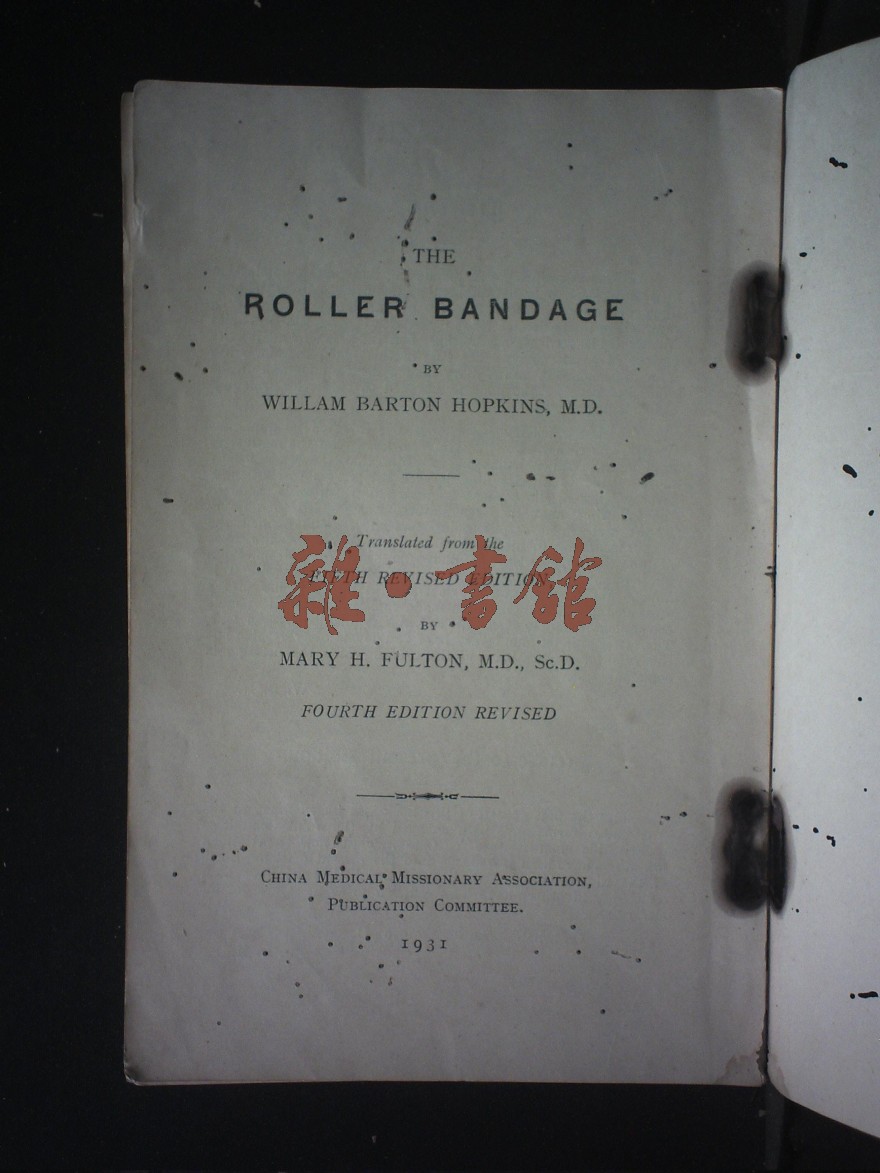 THE
ROLLER BANDAGE
BY
WILLAM BARTON HOPKINS, M.D.
Translated from the
FIFTH REVISED EDITION
雜·書館
BY
MARY H. FULTON, M.D., Sc.D.
FOURTH EDITION REVISED
CHINA MEDICAL MISSIONARY ASSOCIATION,
PUBLICATION COMMITTEE.
1931